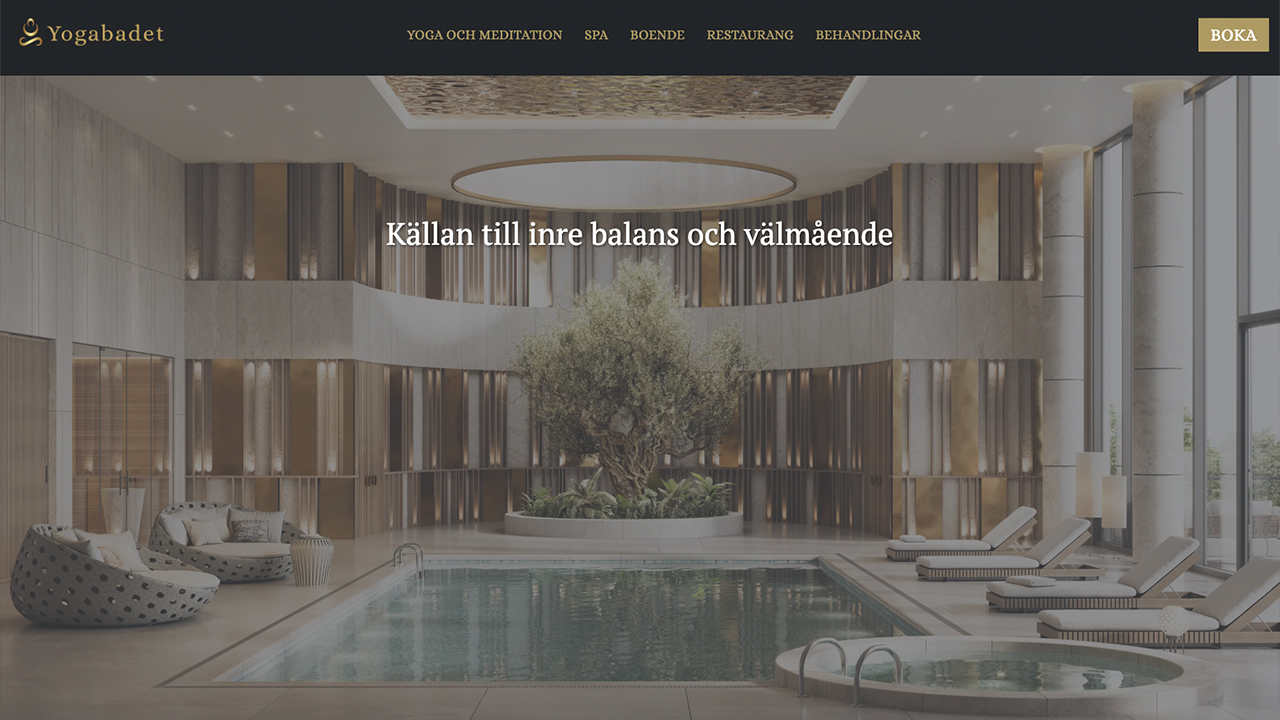 Yogabadet
YOGA OCH MEDITATION SPA BOENDE RESTAURANG BEHANDLINGAR
BOKA
Källan till inre balans och välmående